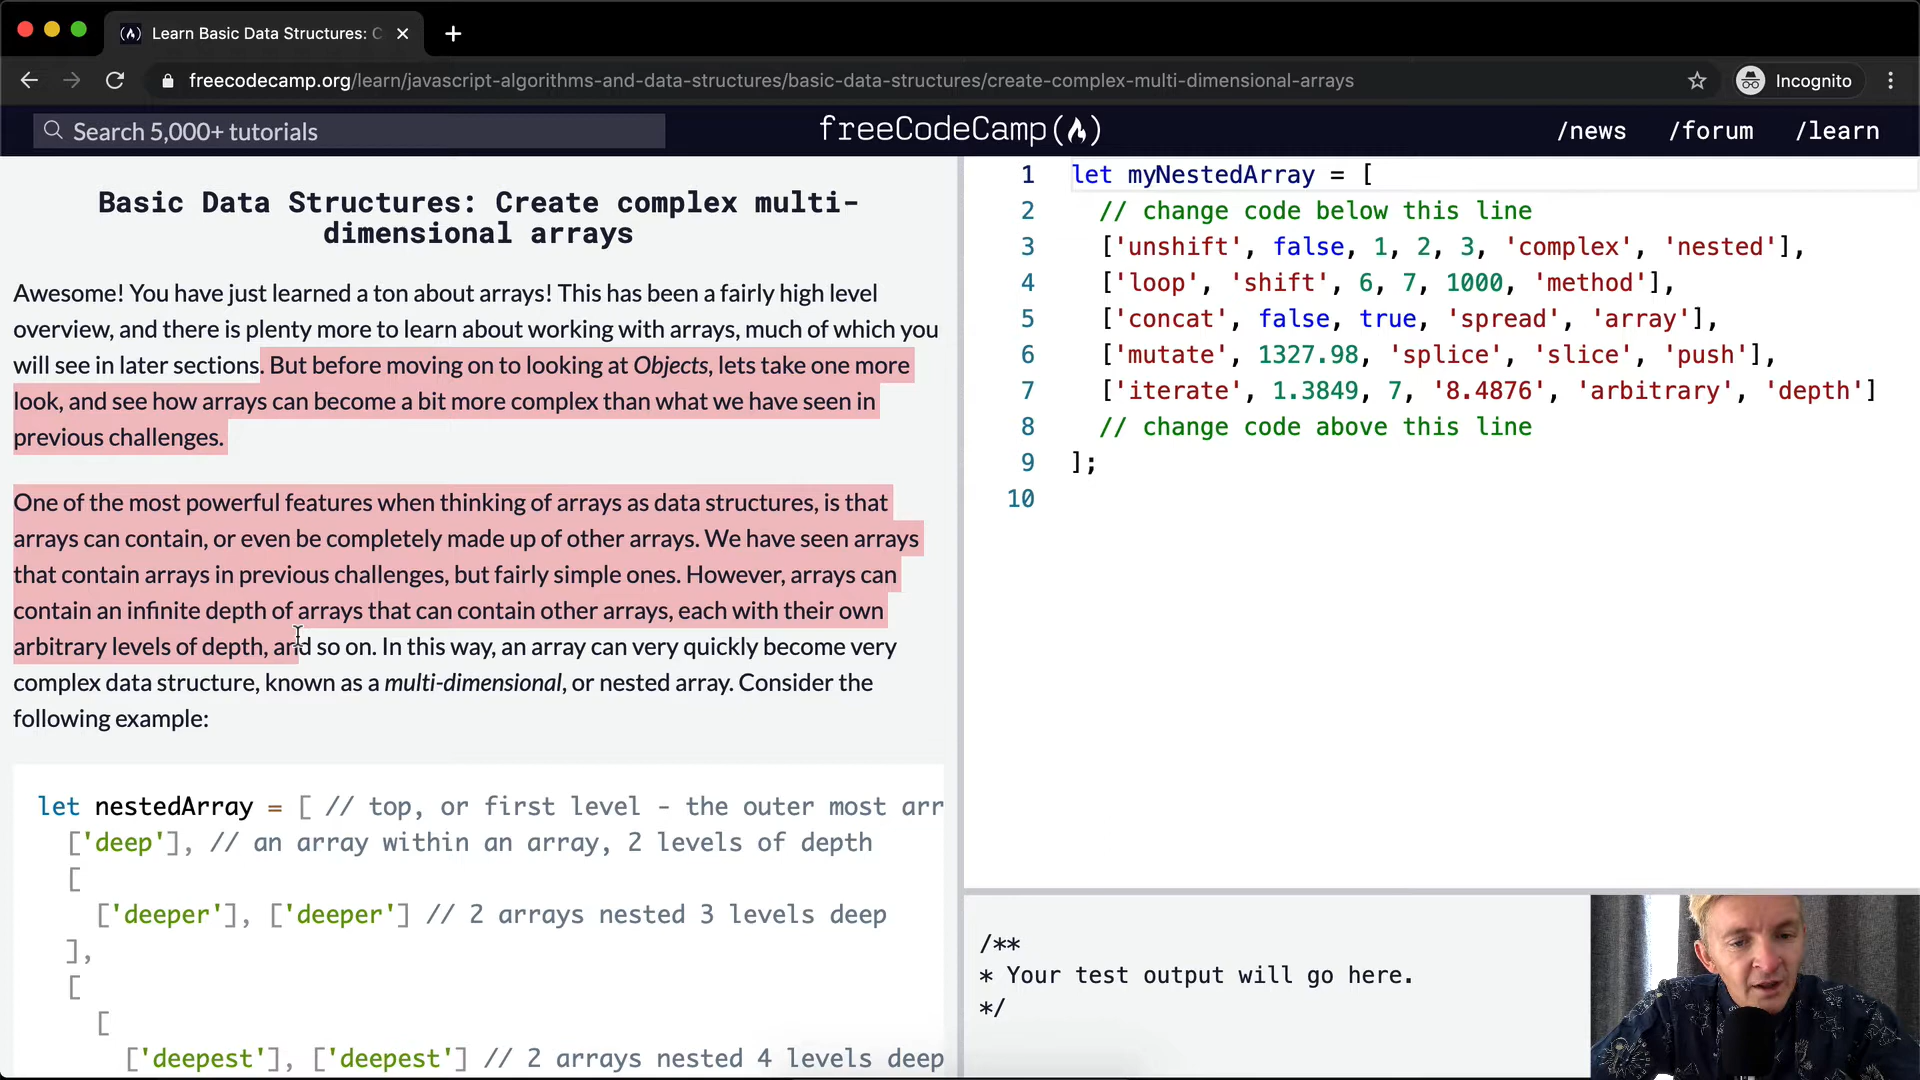 Learn Basic Data Structures: C
freecodecamp.org/learn/javascript-algorithms-and-data-structures/basic-data-structures/create-complex-multi-dimensional-arrays
Incognito
Search 5,000+ tutorials
freeCodeCamp
/news
/forum
/learn
Basic Data Structures: Create complex multi-
dimensional arrays
Awesome! You have just learned a ton about arrays! This has been a fairly high level
overview, and there is plenty more to learn about working with arrays, much of which you
will see in later sections. But before moving on to looking at Objects, lets take one more
look, and see how arrays can become a bit more complex than what we have seen in
previous challenges.
One of the most powerful features when thinking of arrays as data structures, is that
arrays can contain, or even be completely made up of other arrays. We have seen arrays
that contain arrays in previous challenges, but fairly simple ones. However, arrays can
contain an infinite depth of arrays that can contain other arrays, each with their own
arbitrary levels of depth, and so on. In this way, an array can very quickly become very
complex data structure, known as a multi-dimensional, or nested array. Consider the
following example:
let nestedArray = [ // top, or first level - the outer most arr
['deep'], // an array within an array, 2 levels of depth
[
['deeper'], ['deeper'] // 2 arrays nested 3 levels deep
],
[
[
['deepest'], ['deepest'] // 2 arrays nested 4 levels deep
1 let myNestedArray = [
2 // change code below this line
3 ['unshift', false, 1, 2, 3, 'complex', 'nested'],
4 ['loop', 'shift', 6, 7, 1000, 'method'],
5 ['concat', false, true, 'spread', 'array'],
6 ['mutate', 1327.98, 'splice', 'slice', 'push'],
7 ['iterate', 1.3849, 7, '8.4876', 'arbitrary', 'depth']
8 // change code above this line
9 ];
10
/**
* Your test output will go here.
*/